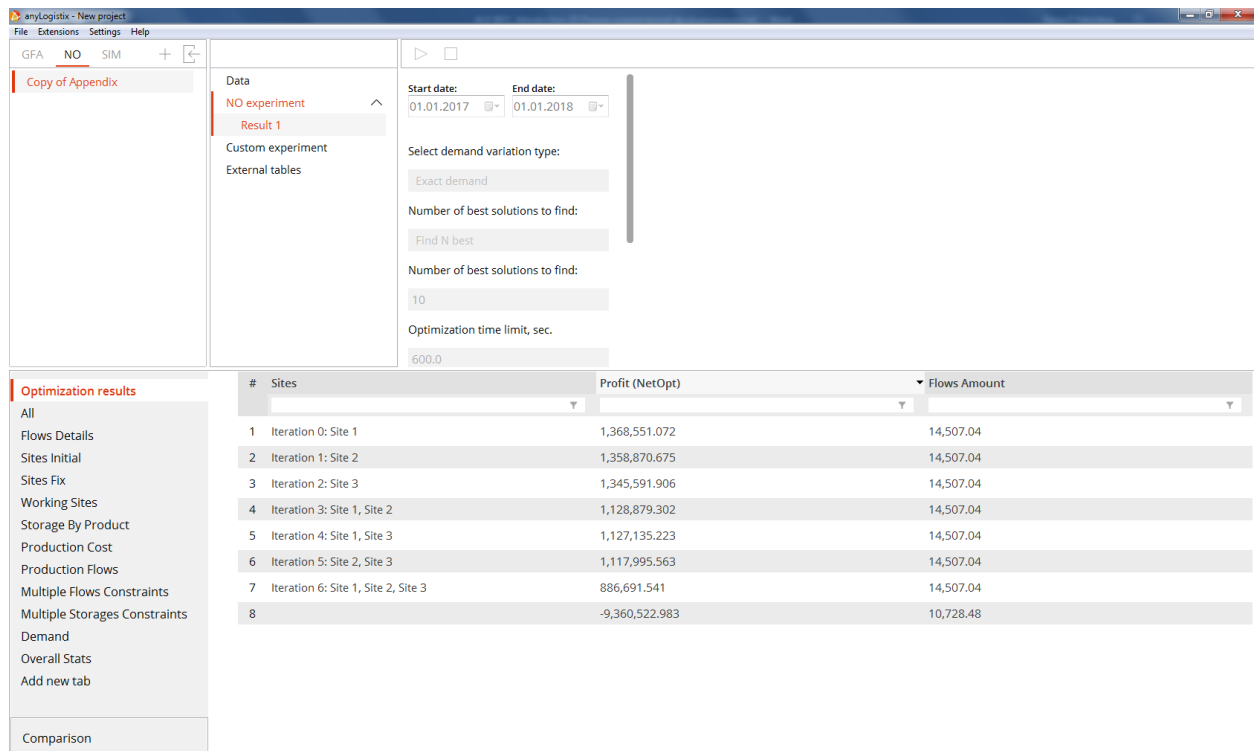 anyLogistix - New project
File Extensions Settings Help
GFA NO SIM
Copy of Appendix
Data
NO experiment
Result 1
Custom experiment
External tables
Start date: End date:
01.01.2017 01.01.2018
Select demand variation type:
Exact demand
Number of best solutions to find:
Find N best
Number of best solutions to find:
10
Optimization time limit, sec.
600.0
Optimization results
All
Flows Details
Sites Initial
Sites Fix
Working Sites
Storage By Product
Production Cost
Production Flows
Multiple Flows Constraints
Multiple Storages Constraints
Demand
Overall Stats
Add new tab
Comparison
# Sites Profit (NetOpt) Flows Amount
1 Iteration 0: Site 1 1,368,551.072 14,507.04
2 Iteration 1: Site 2 1,358,870.675 14,507.04
3 Iteration 2: Site 3 1,345,591.906 14,507.04
4 Iteration 3: Site 1, Site 2 1,128,879.302 14,507.04
5 Iteration 4: Site 1, Site 3 1,127,135.223 14,507.04
6 Iteration 5: Site 2, Site 3 1,117,995.563 14,507.04
7 Iteration 6: Site 1, Site 2, Site 3 886,691.541 14,507.04
8 -9,360,522.983 10,728.48